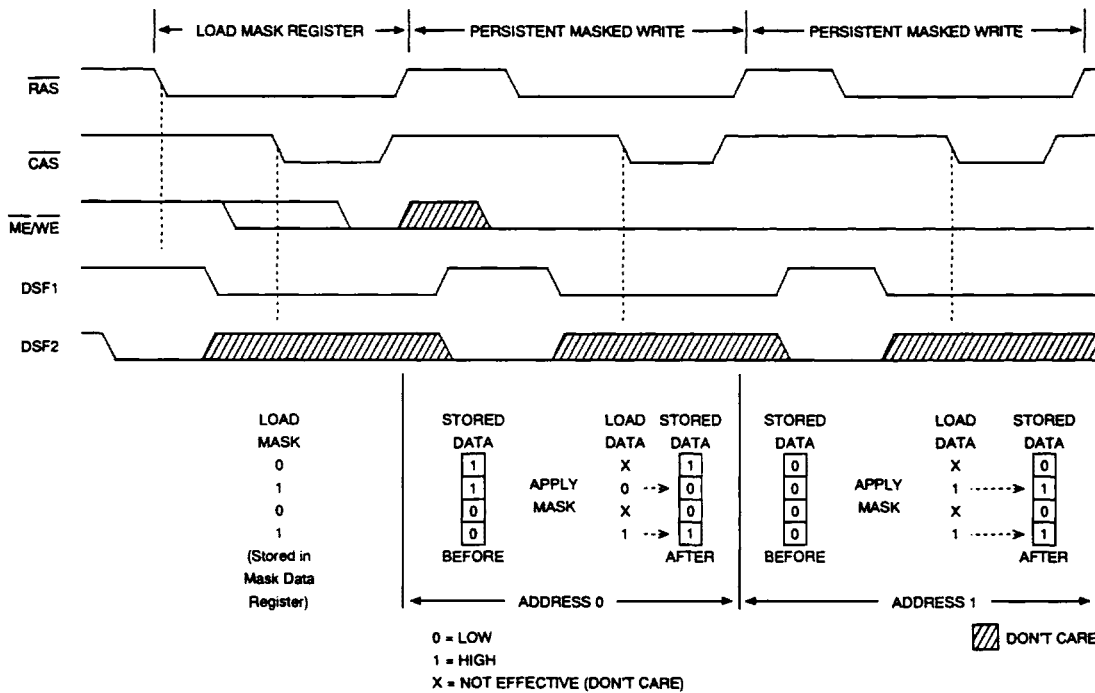 LOAD MASK REGISTER PERSISTENT MASKED WRITE PERSISTENT MASKED WRITE
RAS
CAS
ME/WE
DSF1
DSF2
LOAD STORED LOAD STORED STORED LOAD STORED
MASK DATA DATA DATA DATA DATA DATA
0 1 X 1 0 X 0
1 1 APPLY 0 0 0 APPLY 1 1
0 0 MASK X 0 0 MASK X 0
1 0 1 1 0 1 1
(Stored in BEFORE AFTER BEFORE AFTER
Mask Data
Register) ADDRESS 0 ADDRESS 1
0 = LOW DON'T CARE
1 = HIGH
X = NOT EFFECTIVE (DON'T CARE)